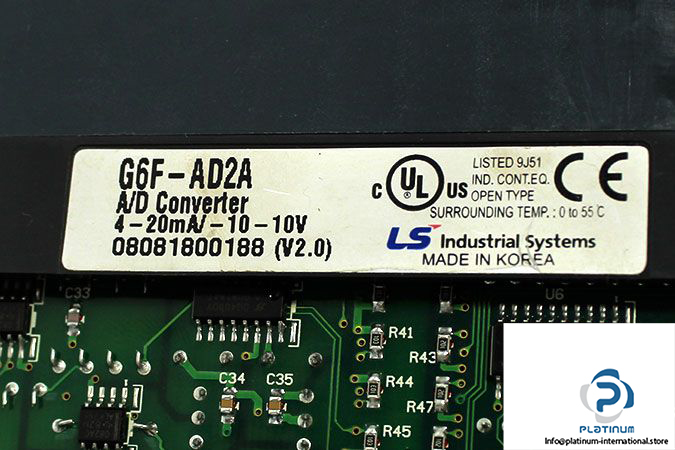 G6F-AD2A
A/D Converter
4-20mA/-10-10V
08081800188 (V2.0)
C UL US
LISTED 9J51
IND. CONT.EQ.
OPEN TYPE
SURROUNDING TEMP. : 0 to 55˚C
CE
LS Industrial Systems
MADE IN KOREA
C33
U6
R41
R43
C34
C35
R44
R47
R45
102
103
PLATINUM
Info@platinum-international.store